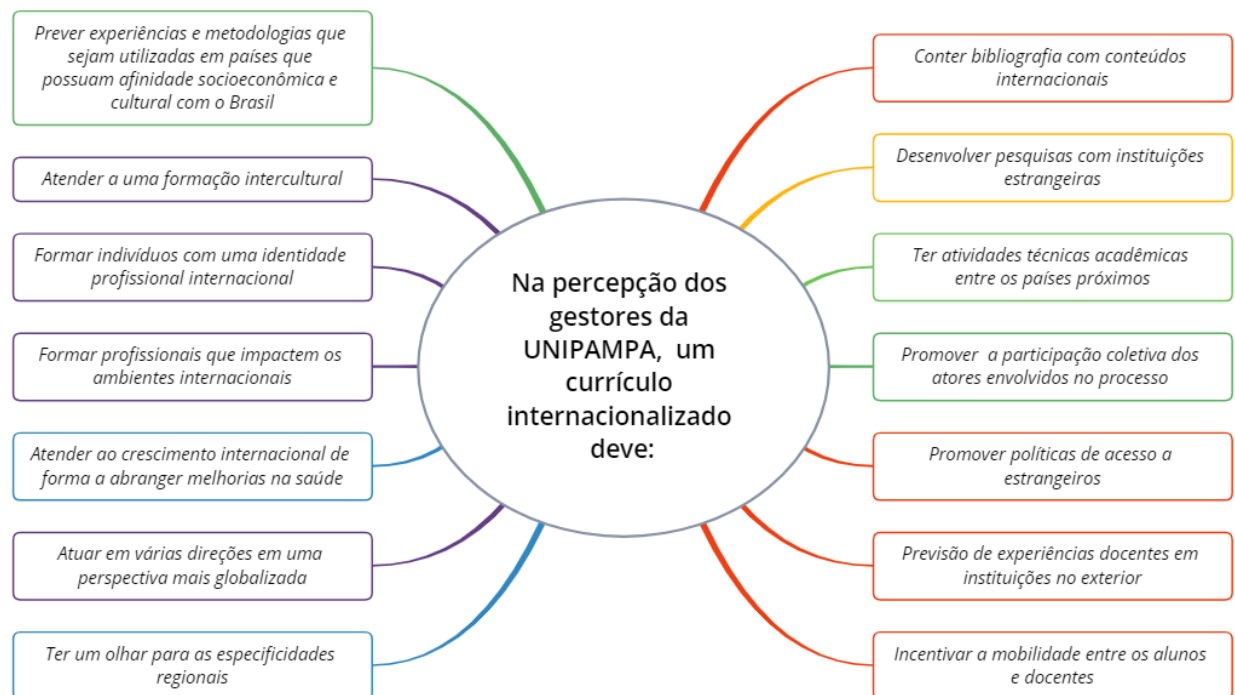 Prever experiências e metodologias que
sejam utilizadas em países que
possuam afinidade socioeconômica e
cultural com o Brasil
Atender a uma formação intercultural
Formar indivíduos com uma identidade
profissional internacional
Formar profissionais que impactem os
ambientes internacionais
Atender ao crescimento internacional de
forma a abranger melhorias na saúde
Atuar em várias direções em uma
perspectiva mais globalizada
Ter um olhar para as especificidades
regionais
Na percepção dos
gestores da
UNIPAMPA, um
currículo
internacionalizado
deve:
Conter bibliografia com conteúdos
internacionais
Desenvolver pesquisas com instituições
estrangeiras
Ter atividades técnicas acadêmicas
entre os países próximos
Promover a participação coletiva dos
atores envolvidos no processo
Promover políticas de acesso a
estrangeiros
Previsão de experiências docentes em
instituições no exterior
Incentivar a mobilidade entre os alunos
e docentes